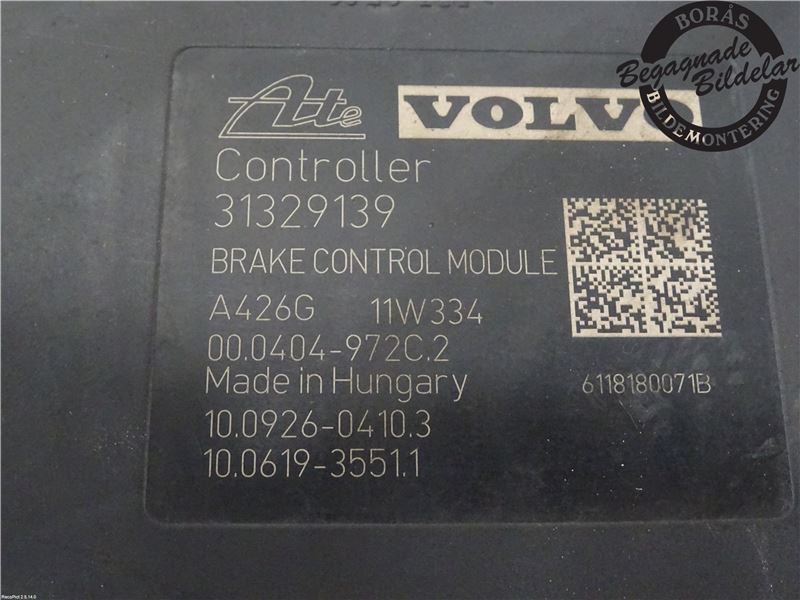 BORÅS
Begagnade
Bildelar
BILDEMONTERING
Ate VOLVO
Controller
31329139
BRAKE CONTROL MODULE
A426G 11W334
00.0404-972C.2
Made in Hungary
6118180071B
10.0926-0410.3
10.0619-3551.1